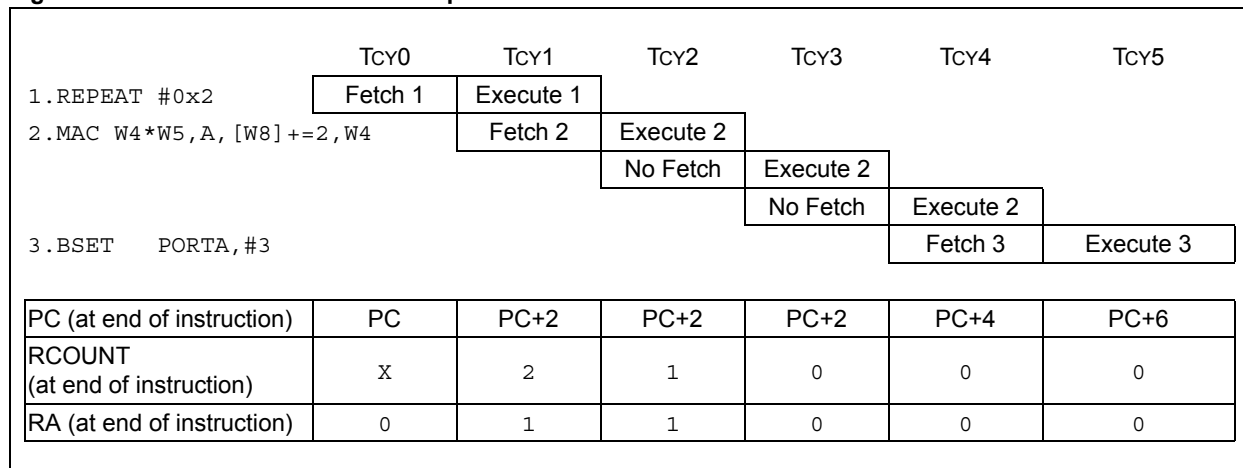 TCY0 TCY1 TCY2 TCY3 TCY4 TCY5
1.REPEAT #0x2 Fetch 1 Execute 1
2.MAC W4*W5,A,[W8]+=2,W4 Fetch 2 Execute 2
No Fetch Execute 2
No Fetch Execute 2
3.BSET PORTA,#3 Fetch 3 Execute 3
PC (at end of instruction) PC PC+2 PC+2 PC+2 PC+4 PC+6
RCOUNT
(at end of instruction) X 2 1 0 0 0
RA (at end of instruction) 0 1 1 0 0 0